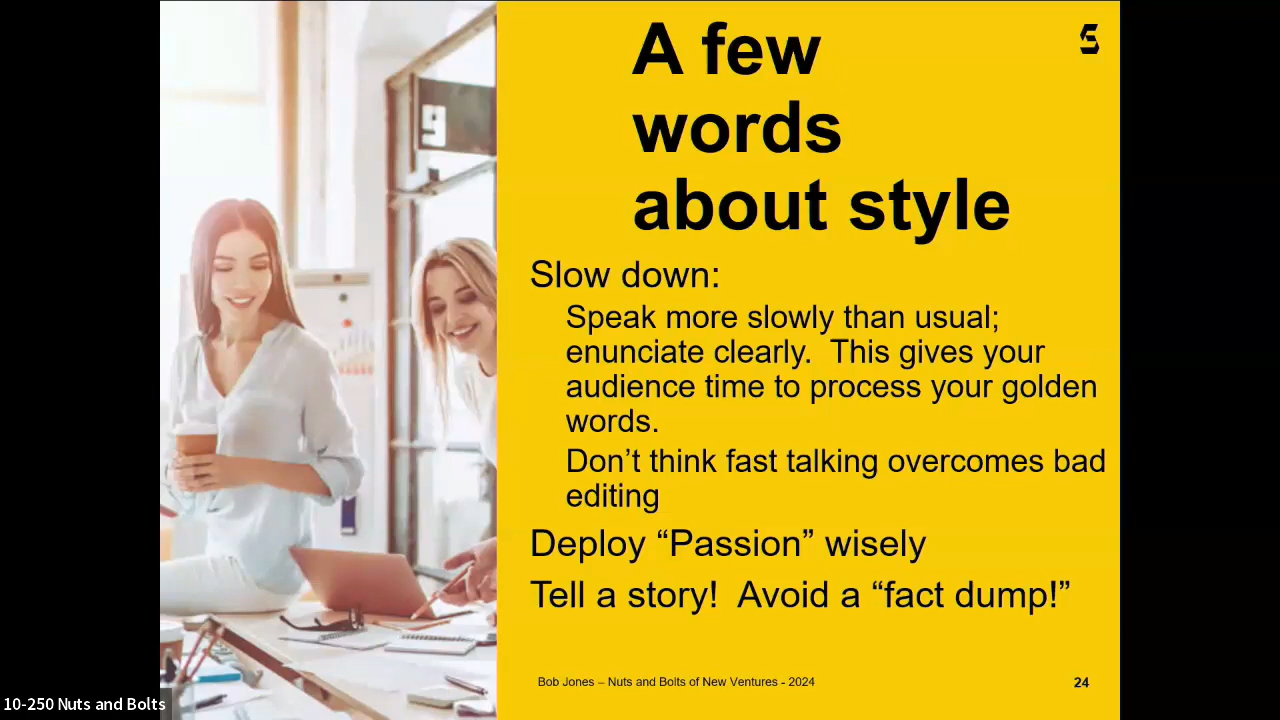 A few
words
about style
Slow down:
Speak more slowly than usual;
enunciate clearly.  This gives your
audience time to process your golden
words.
Don’t think fast talking overcomes bad
editing
Deploy “Passion” wisely
Tell a story!  Avoid a “fact dump!”
Bob Jones – Nuts and Bolts of New Ventures - 2024
24
10-250 Nuts and Bolts